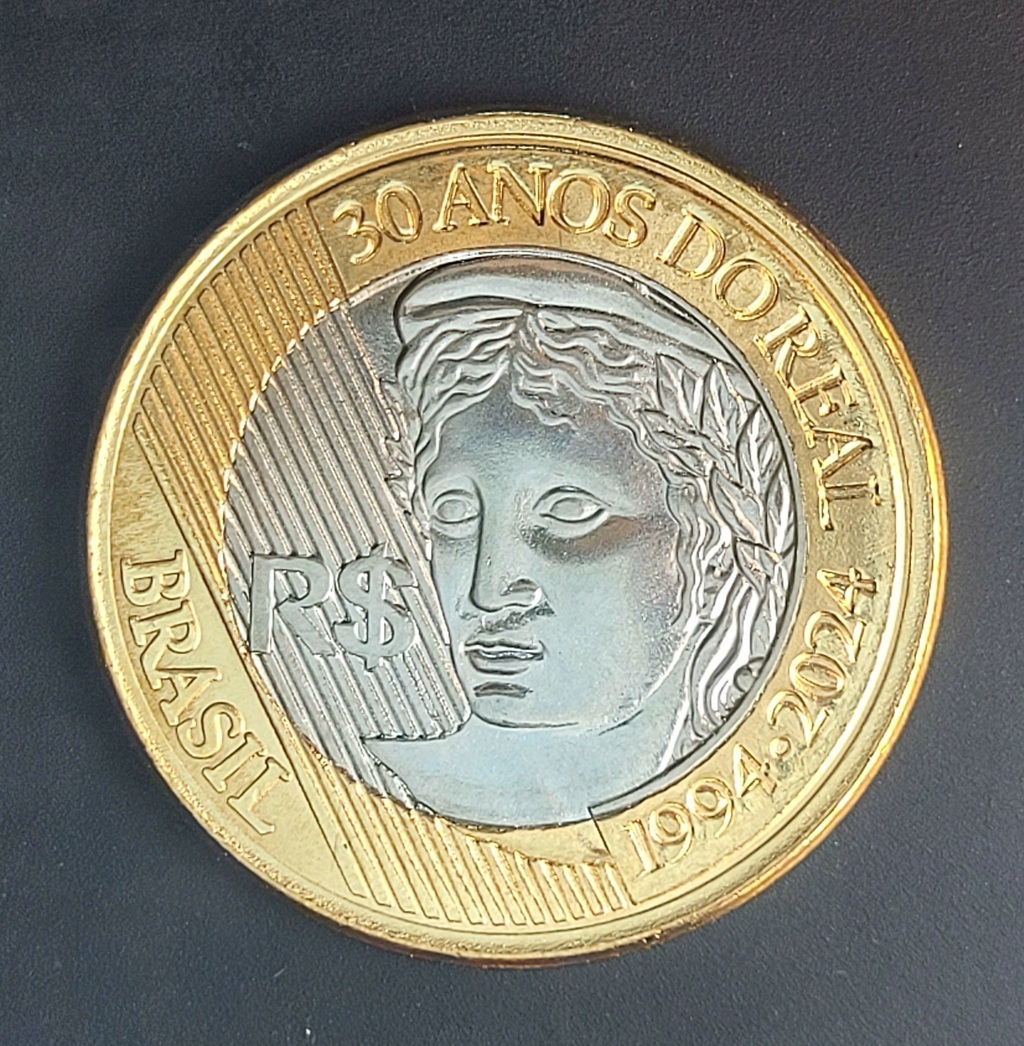 30 ANOS DO REAL
1994•2024
BRASIL
R$